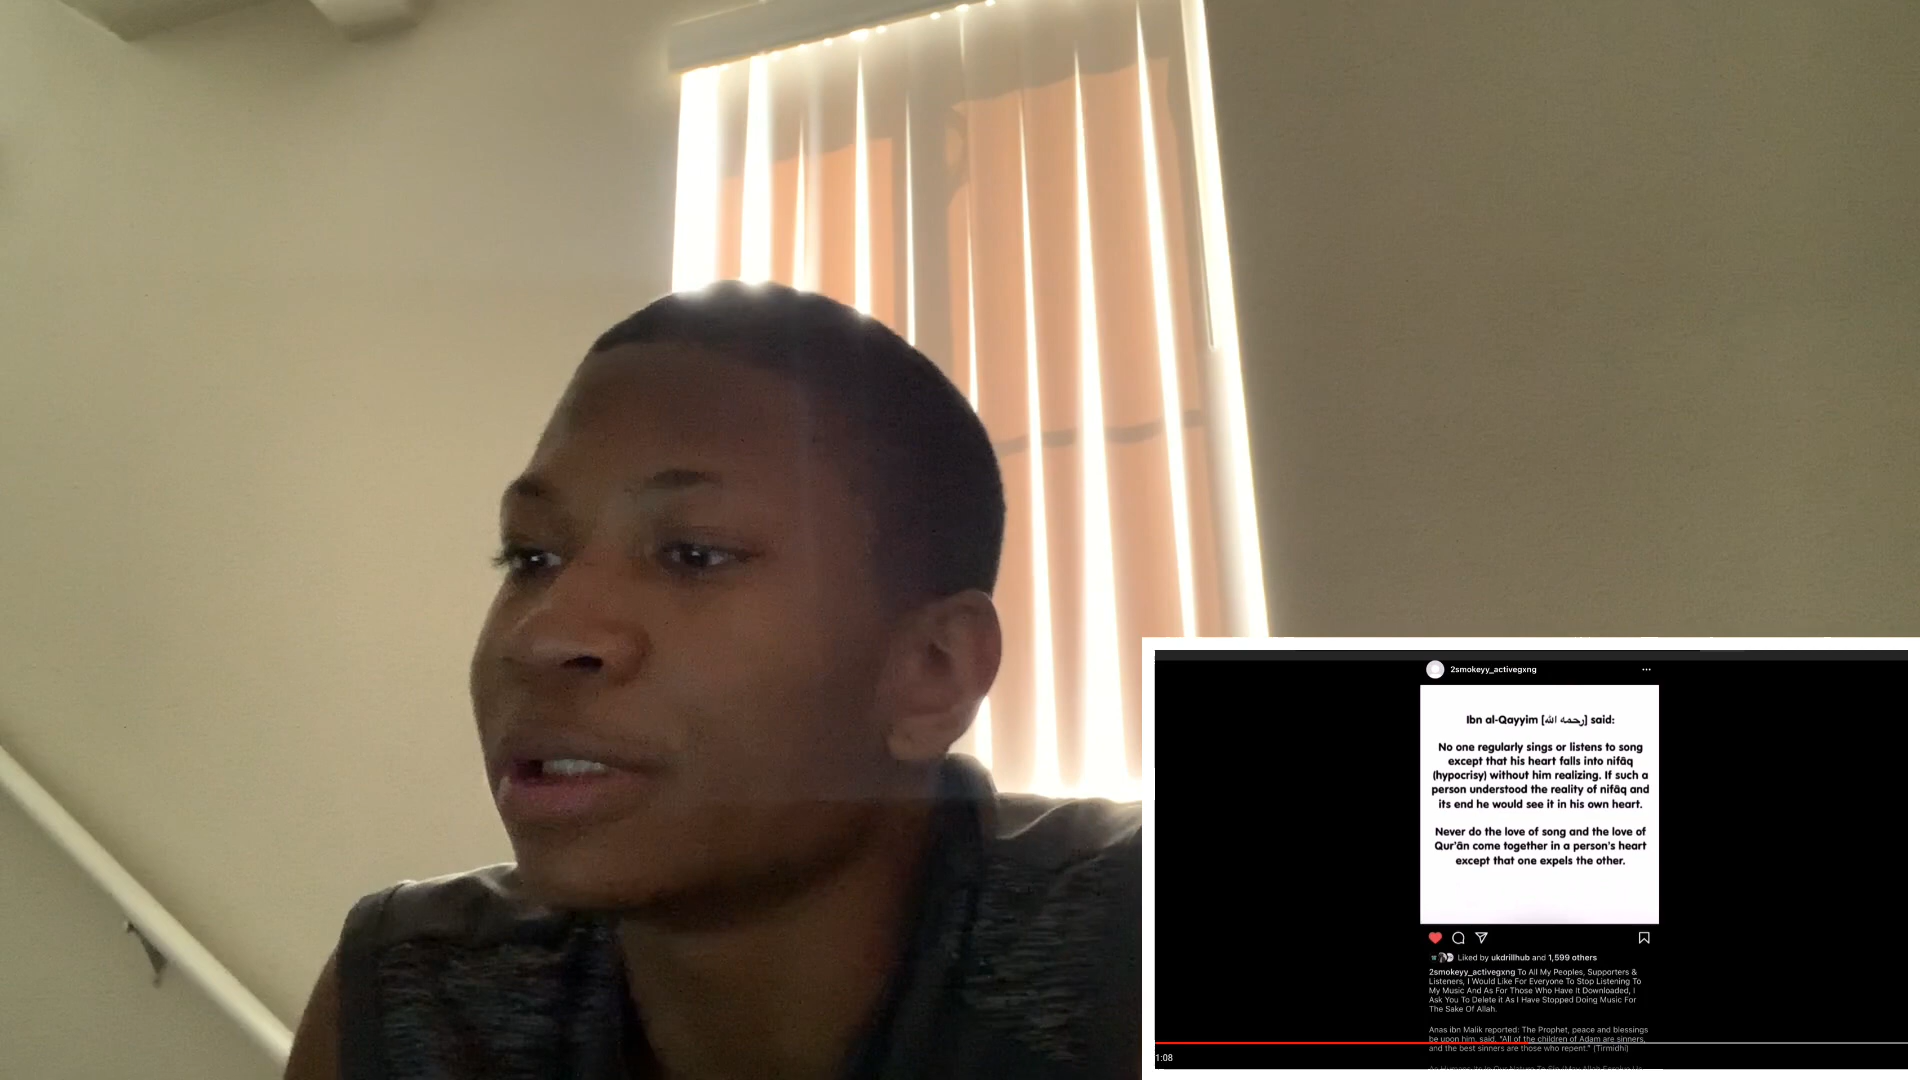 2smokeyy_activegxng
Ibn al-Qayyim [رحمه الله] said:
No one regularly sings or listens to song
except that his heart falls into nifāq
(hypocrisy) without him realizing. If such a
person understood the reality of nifāq and
its end he would see it in his own heart.
Never do the love of song and the love of
Qur'ān come together in a person's heart
except that one expels the other.
Liked by ukdrillhub and 1,599 others
2smokeyy_activegxng To All My Peoples, Supporters &
Listeners, I Would Like For Everyone To Stop Listening To
My Music And As For Those Who Have It Downloaded, I
Ask You To Delete it As I Have Stopped Doing Music For
The Sake Of Allah.
Anas ibn Malik reported: The Prophet, peace and blessings
be upon him, said, "All of the children of Adam are sinners,
and the best sinners are those who repent." (Tirmidhi)
1:08